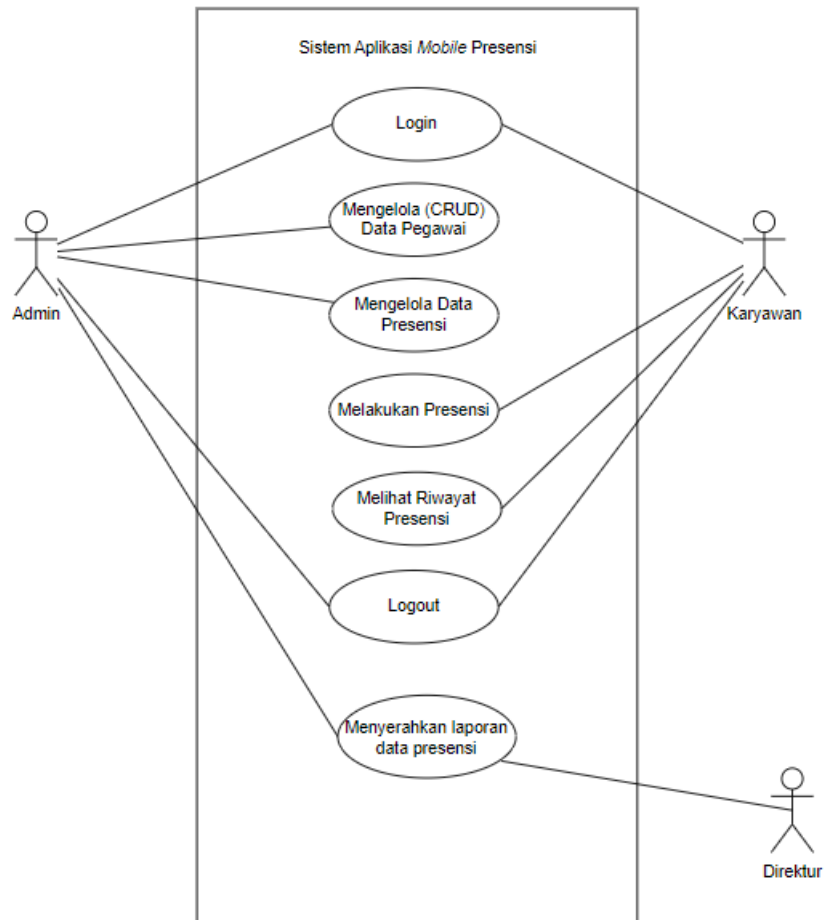 Sistem Aplikasi Mobile Presensi
Login
Mengelola (CRUD)
Data Pegawai
Admin
Karyawan
Mengelola Data
Presensi
Melakukan Presensi
Melihat Riwayat
Presensi
Logout
Menyerahkan laporan
data presensi
Direktur